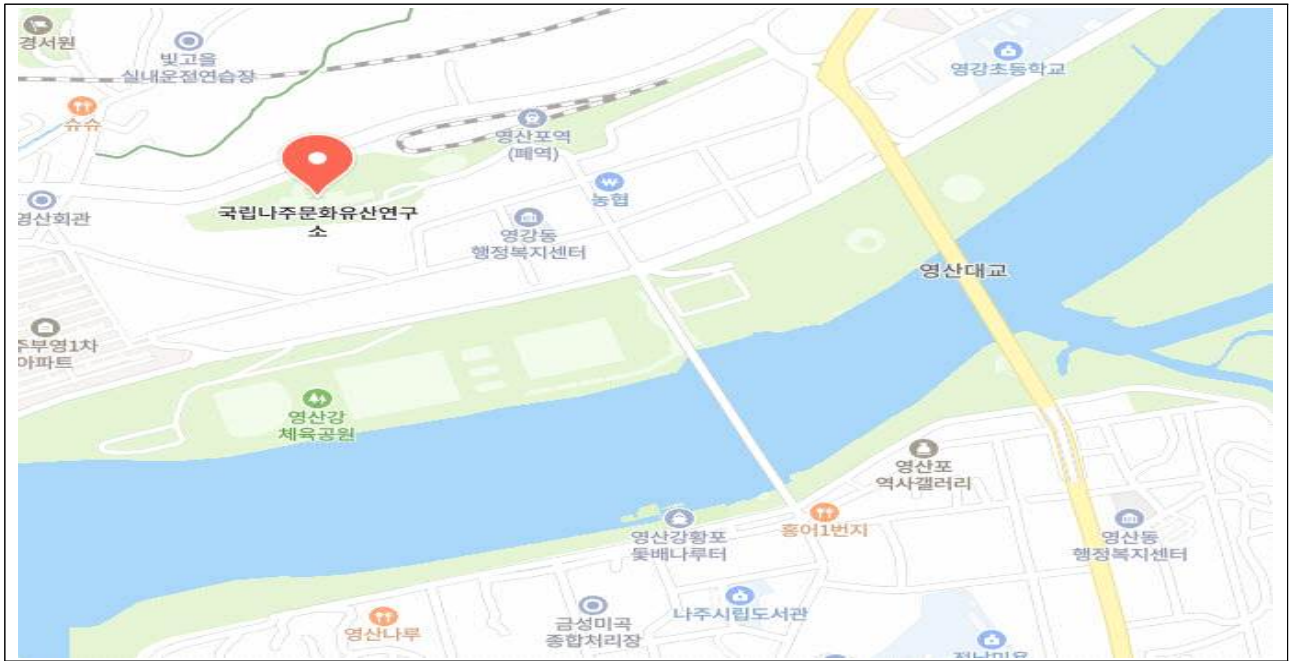 경서원
빛고을
실내운전연습장
영강초등학교
슈슈
영산포역
(폐역)
농협
영산회관
국립나주문화유산연구
소
영강동
행정복지센터
영산대교
주부영1차
아파트
영산강
체육공원
영산포
역사갤러리
영산강황포
돛배나루터
홍어1번지
영산동
행정복지센터
나주시립도서관
금성미곡
종합처리장
영산나루